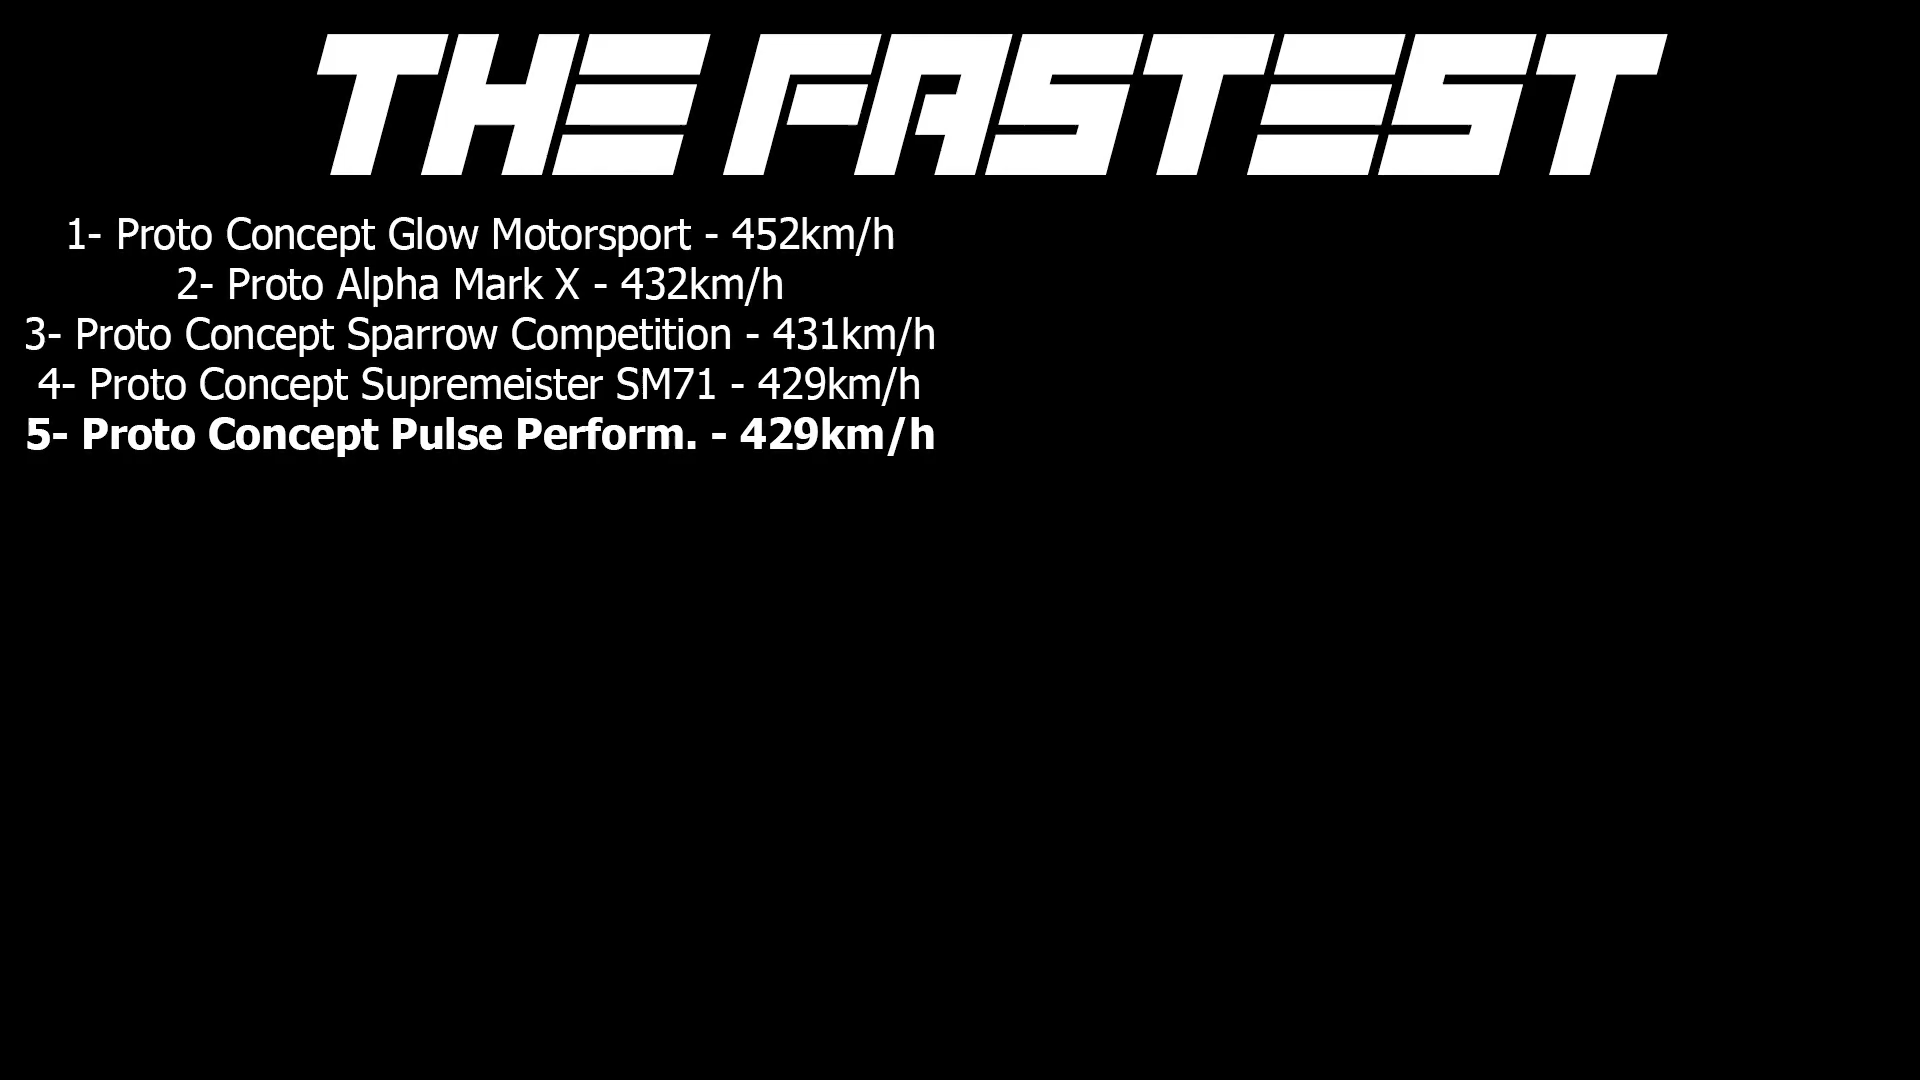 THE FASTEST
1- Proto Concept Glow Motorsport - 452km/h
2- Proto Alpha Mark X - 432km/h
3- Proto Concept Sparrow Competition - 431km/h
4- Proto Concept Supremeister SM71 - 429km/h
5- Proto Concept Pulse Perform. - 429km/h